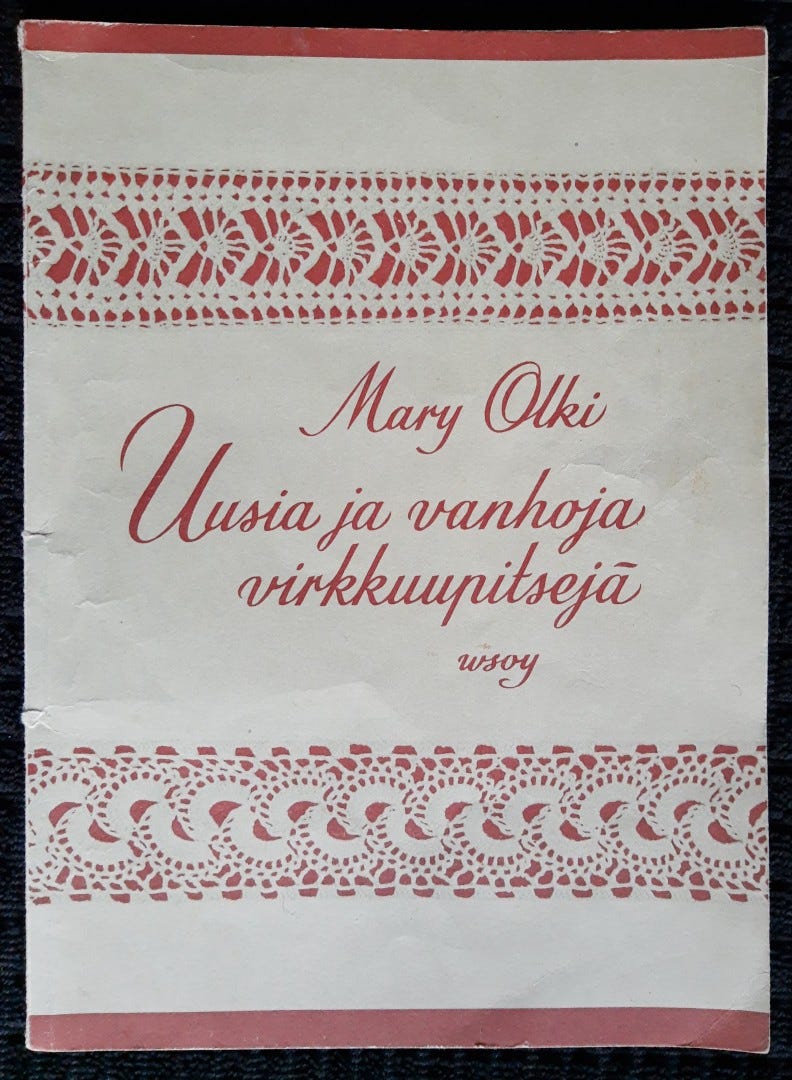 Mary Olki
Uusia ja vanhoja
virkkuupitsejä
wsoy